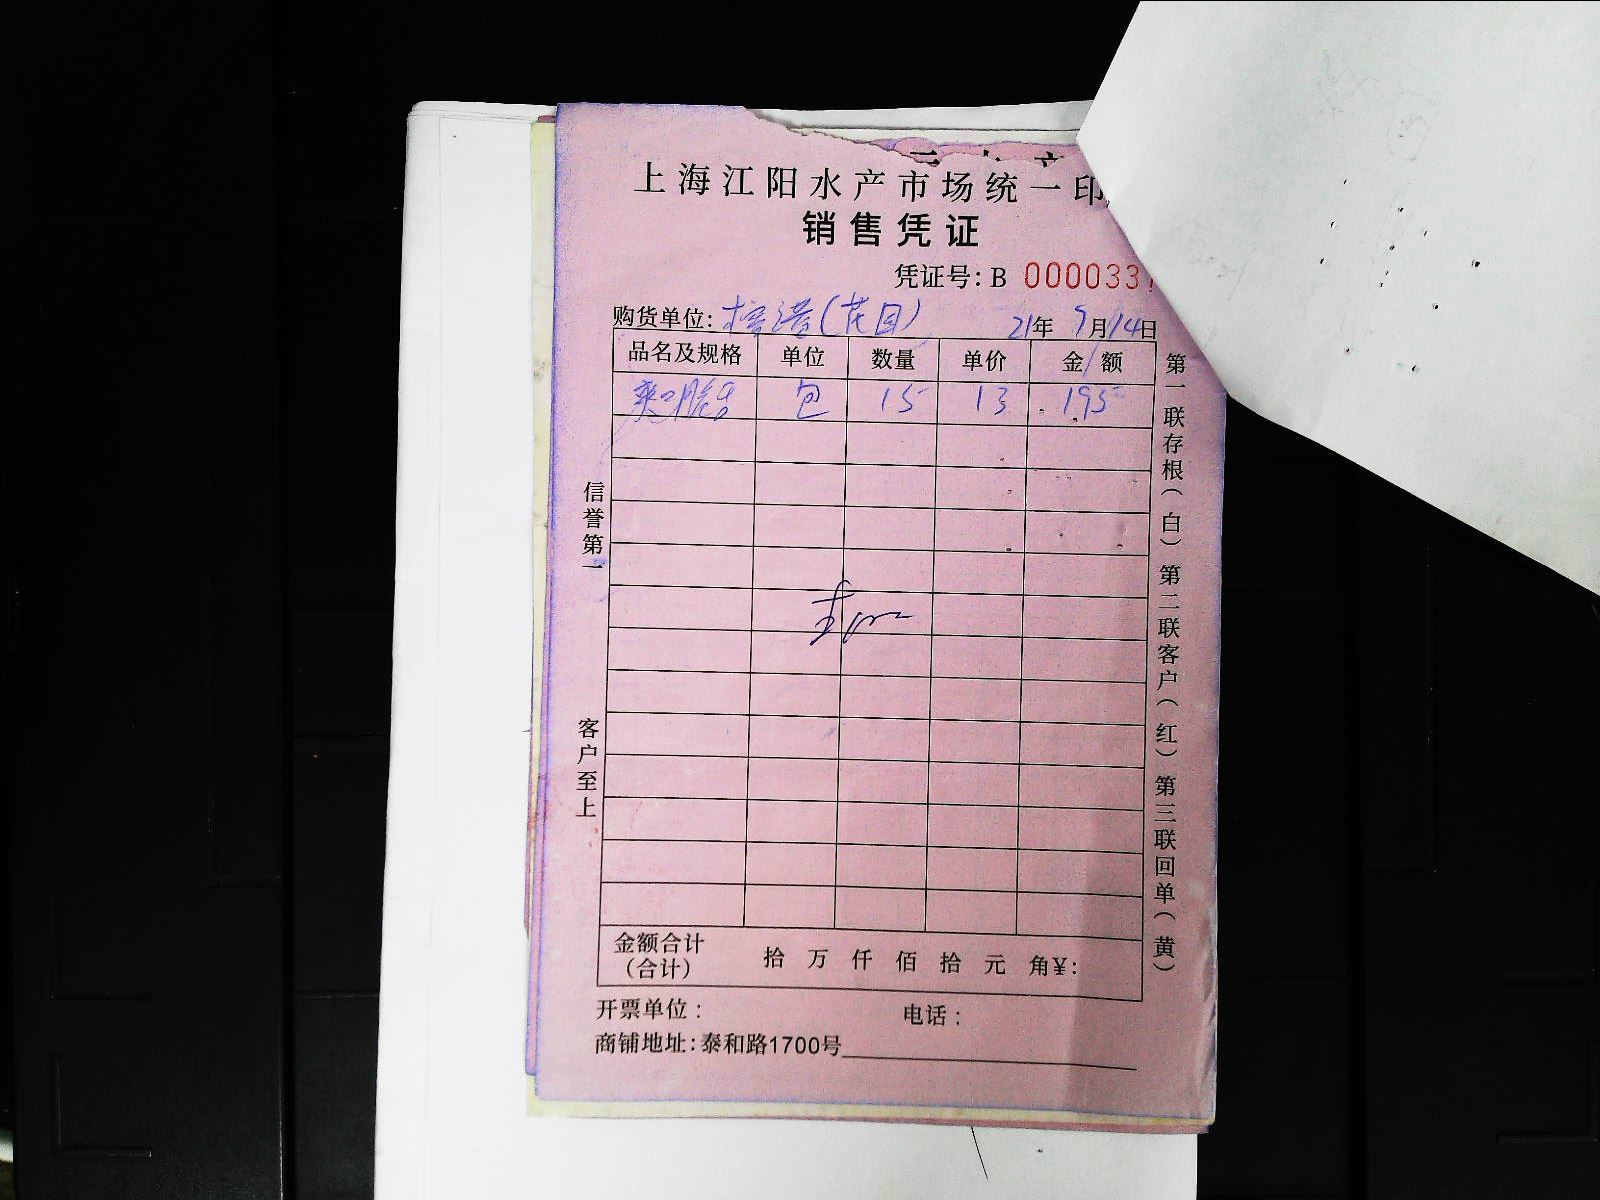 上海江阳水产市场统一印
销售凭证
凭证号: B 000033
购货单位: (花园) 21年 9月14日
品名及规格 单位 数量 单价 金额
爽口脆 包 15 13 195
信誉第一
客户至上
第一联存根(白) 第二联客户(红) 第三联回单(黄)
金额合计 拾 万 仟 佰 拾 元 角¥:
(合计)
开票单位: 电话:
商铺地址: 泰和路1700号